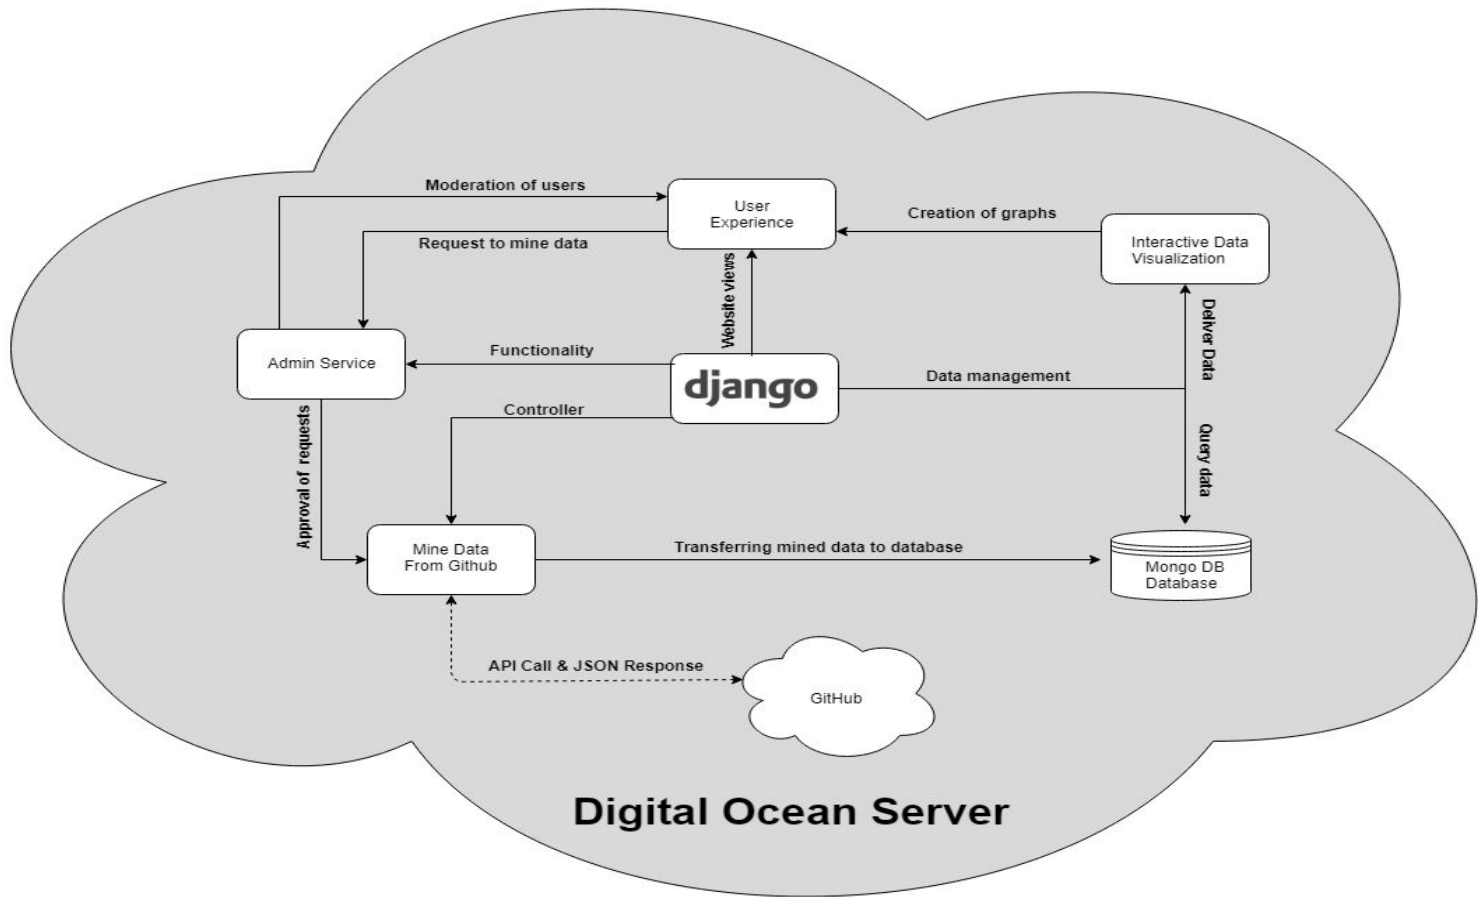 Moderation of users
User
Experience
Creation of graphs
Request to mine data
Interactive Data
Visualization
Website views
Deliver Data
Admin Service
Functionality
django
Data management
Controller
Approval of requests
Query data
Mine Data
From Github
Transferring mined data to database
Mongo DB
Database
API Call & JSON Response
GitHub
Digital Ocean Server